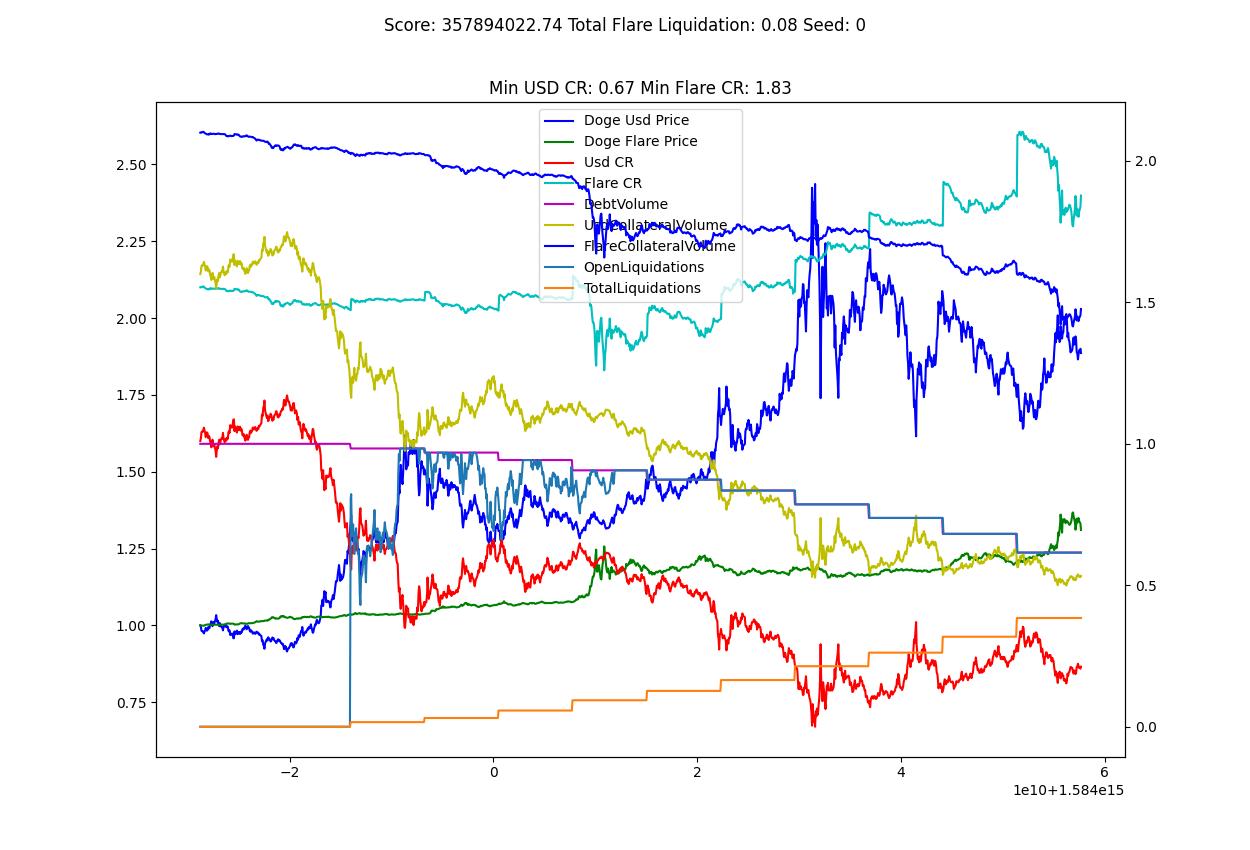 Score: 357894022.74 Total Flare Liquidation: 0.08 Seed: 0
Min USD CR: 0.67 Min Flare CR: 1.83
Doge Usd Price
Doge Flare Price
Usd CR
Flare CR
DebtVolume
UsdCollateralVolume
FlareCollateralVolume
OpenLiquidations
TotalLiquidations
2.50
2.25
2.00
1.75
1.50
1.25
1.00
0.75
2.0
1.5
1.0
0.5
0.0
−2 0 2 4 6
1e10+1.584e15